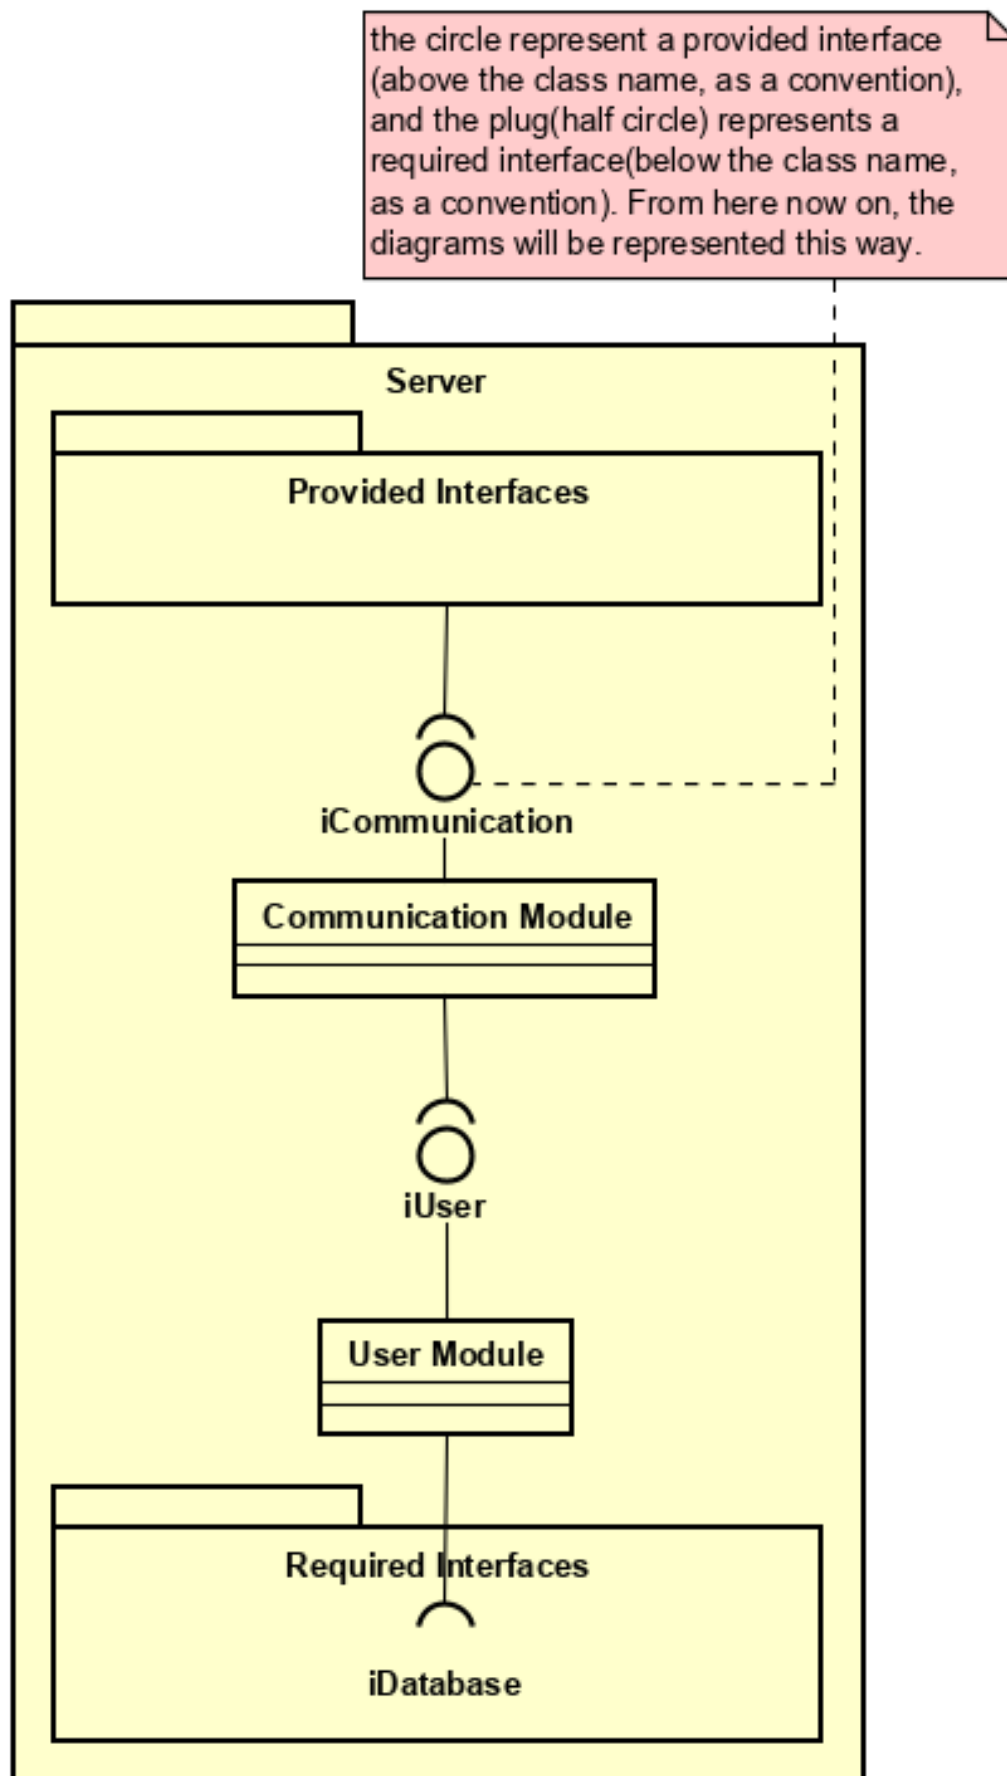 the circle represent a provided interface
(above the class name, as a convention),
and the plug(half circle) represents a
required interface(below the class name,
as a convention). From here now on, the
diagrams will be represented this way.
Server
Provided Interfaces
iCommunication
Communication Module
iUser
User Module
Required Interfaces
iDatabase